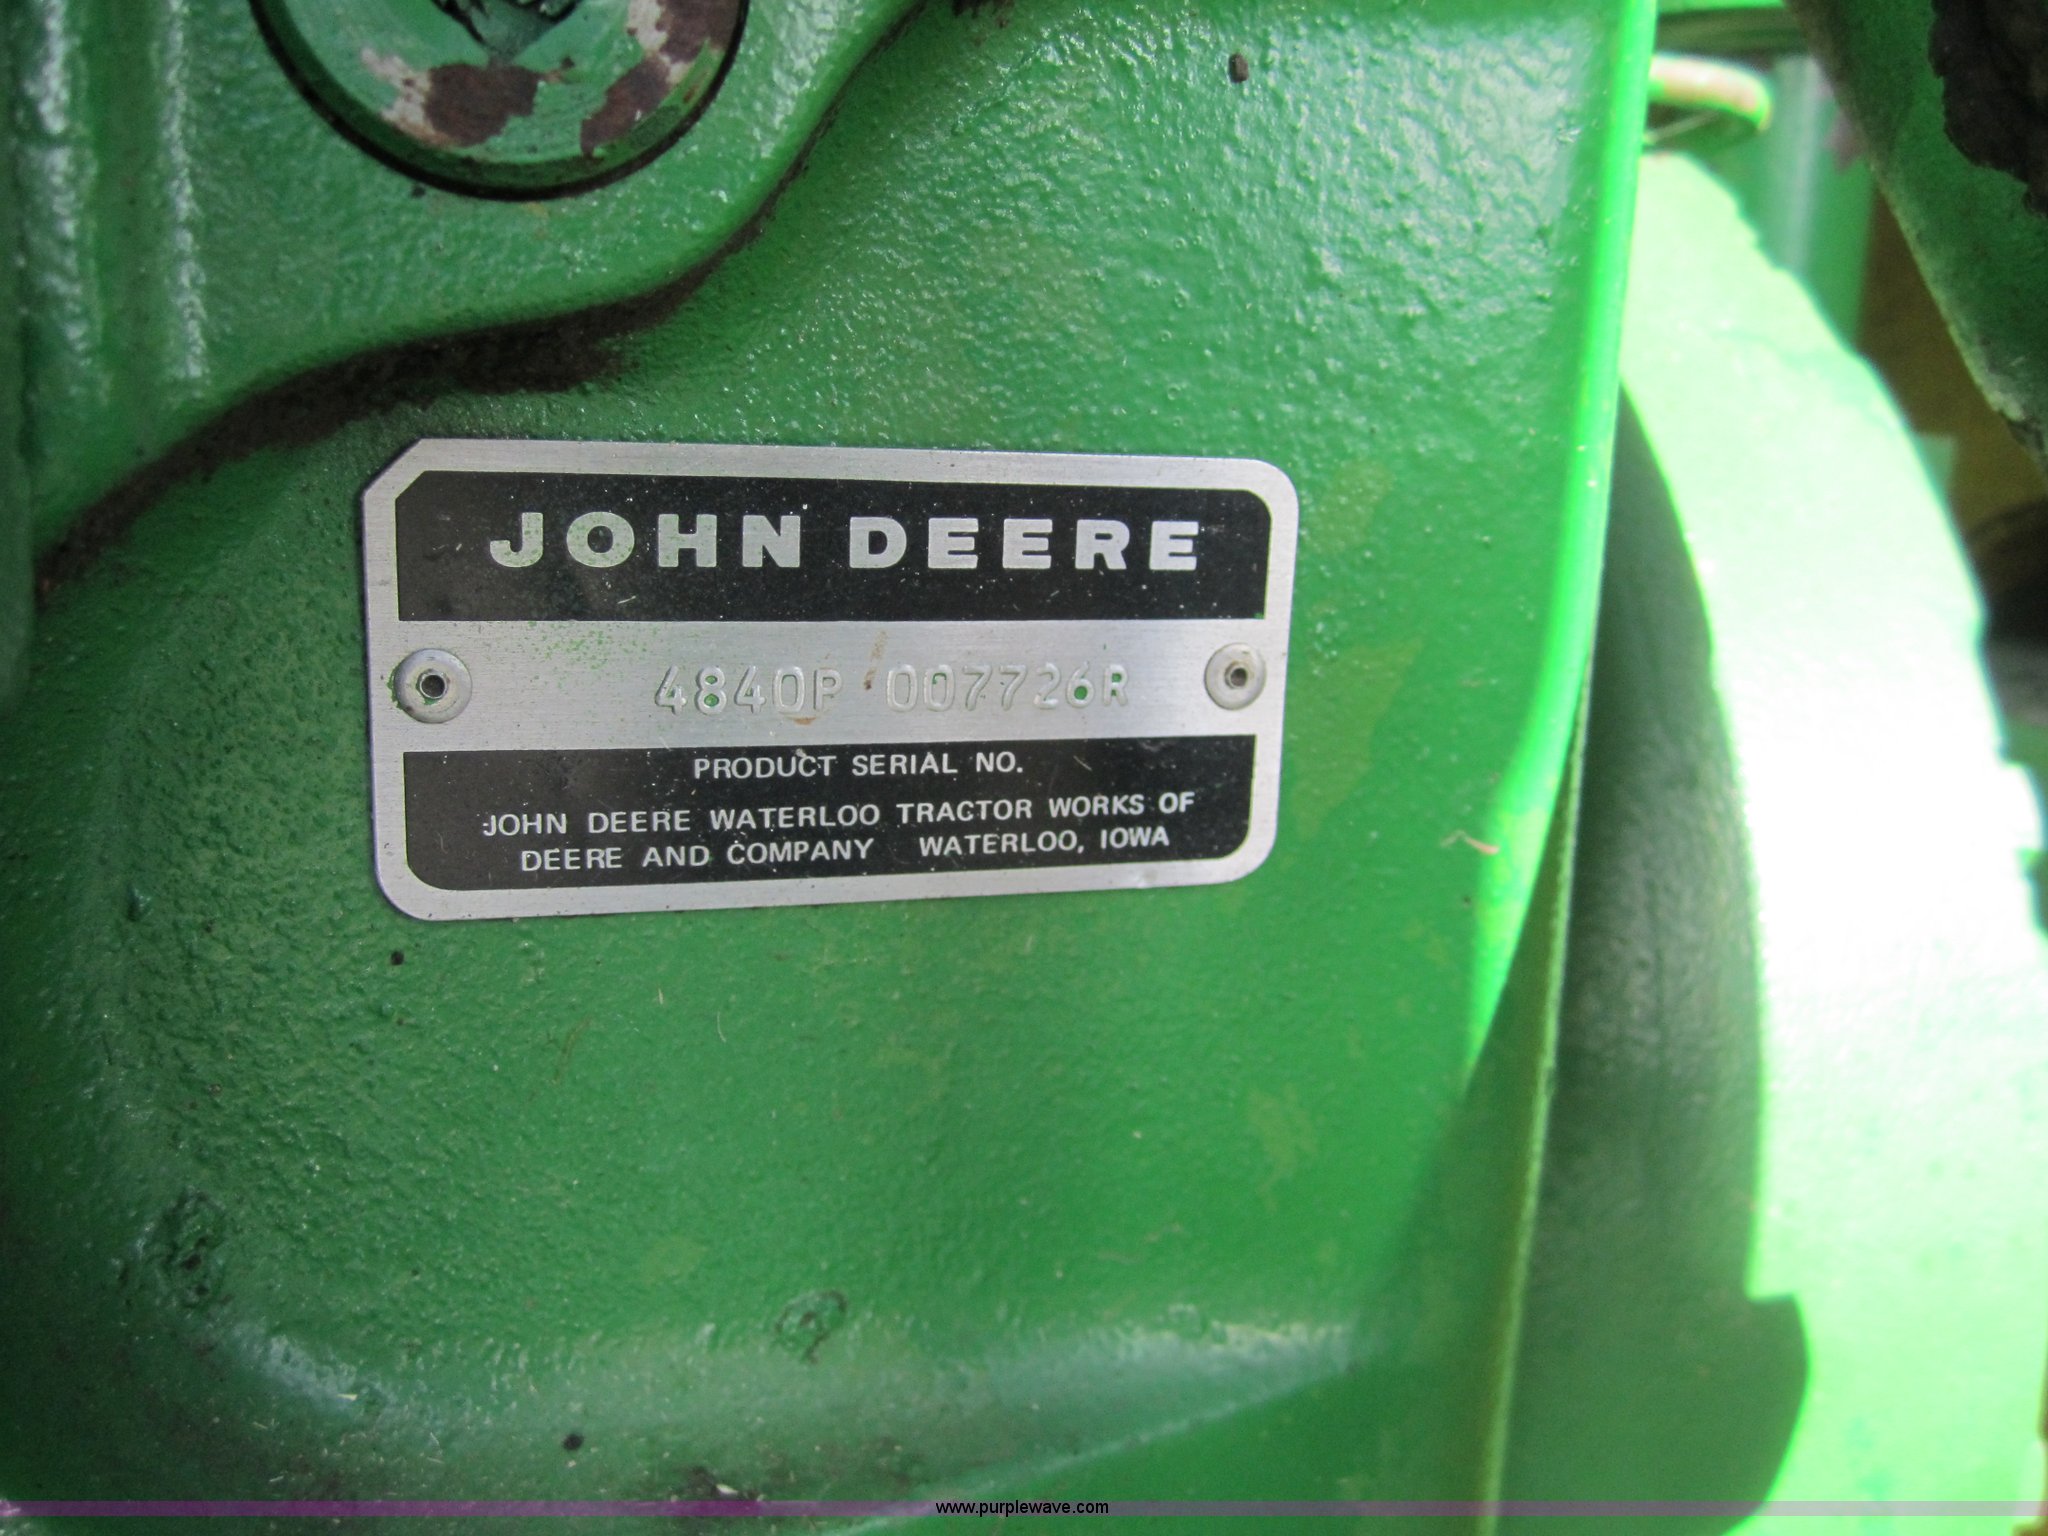 JOHN DEERE
4840P 007726R
PRODUCT SERIAL NO.
JOHN DEERE WATERLOO TRACTOR WORKS OF
DEERE AND COMPANY WATERLOO, IOWA
www.purplewave.com